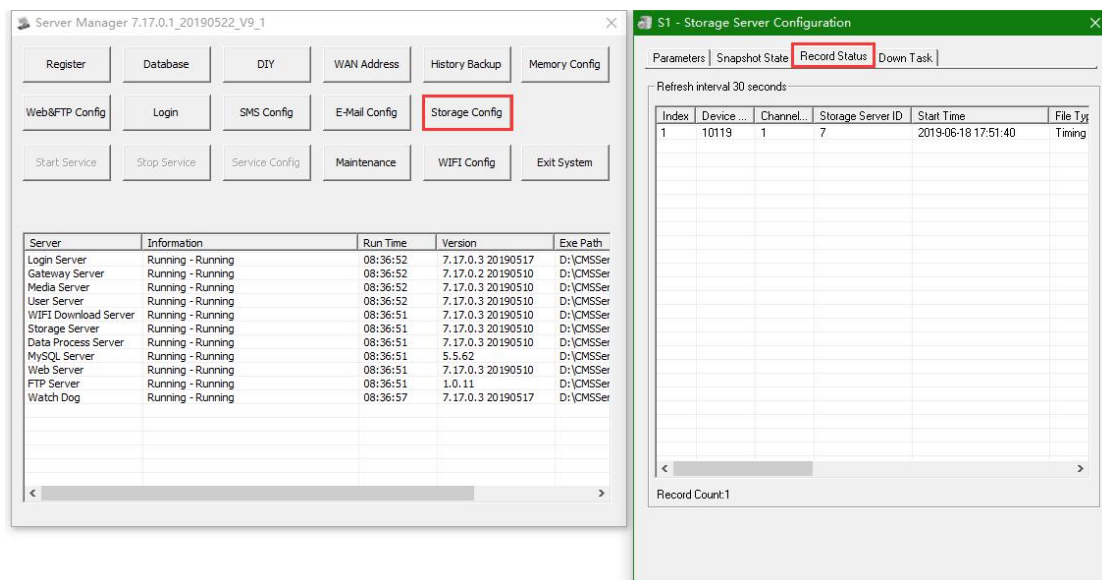 Server Manager 7.17.0.1_20190522_V9_1
Register Database DIY WAN Address History Backup Memory Config
Web&FTP Config Login SMS Config E-Mail Config Storage Config
Start Service Stop Service Service Config Maintenance WIFI Config Exit System
Server Information Run Time Version Exe Path
Login Server Running - Running 08:36:52 7.17.0.3 20190517 D:\CMSSer
Gateway Server Running - Running 08:36:52 7.17.0.2 20190510 D:\CMSSer
Media Server Running - Running 08:36:52 7.17.0.3 20190510 D:\CMSSer
User Server Running - Running 08:36:52 7.17.0.3 20190510 D:\CMSSer
WIFI Download Server Running - Running 08:36:51 7.17.0.3 20190510 D:\CMSSer
Storage Server Running - Running 08:36:51 7.17.0.3 20190510 D:\CMSSer
Data Process Server Running - Running 08:36:51 7.17.0.3 20190510 D:\CMSSer
MySQL Server Running - Running 08:36:51 5.5.62 D:\CMSSer
Web Server Running - Running 08:36:51 7.17.0.3 20190510 D:\CMSSer
FTP Server Running - Running 08:36:51 1.0.11 D:\CMSSer
Watch Dog Running - Running 08:36:57 7.17.0.3 20190517 D:\CMSSer
S1 - Storage Server Configuration
Parameters Snapshot State Record Status Down Task
Refresh interval 30 seconds
Index Device ... Channel... Storage Server ID Start Time File Typ
1 10119 1 7 2019-06-18 17:51:40 Timing
Record Count:1